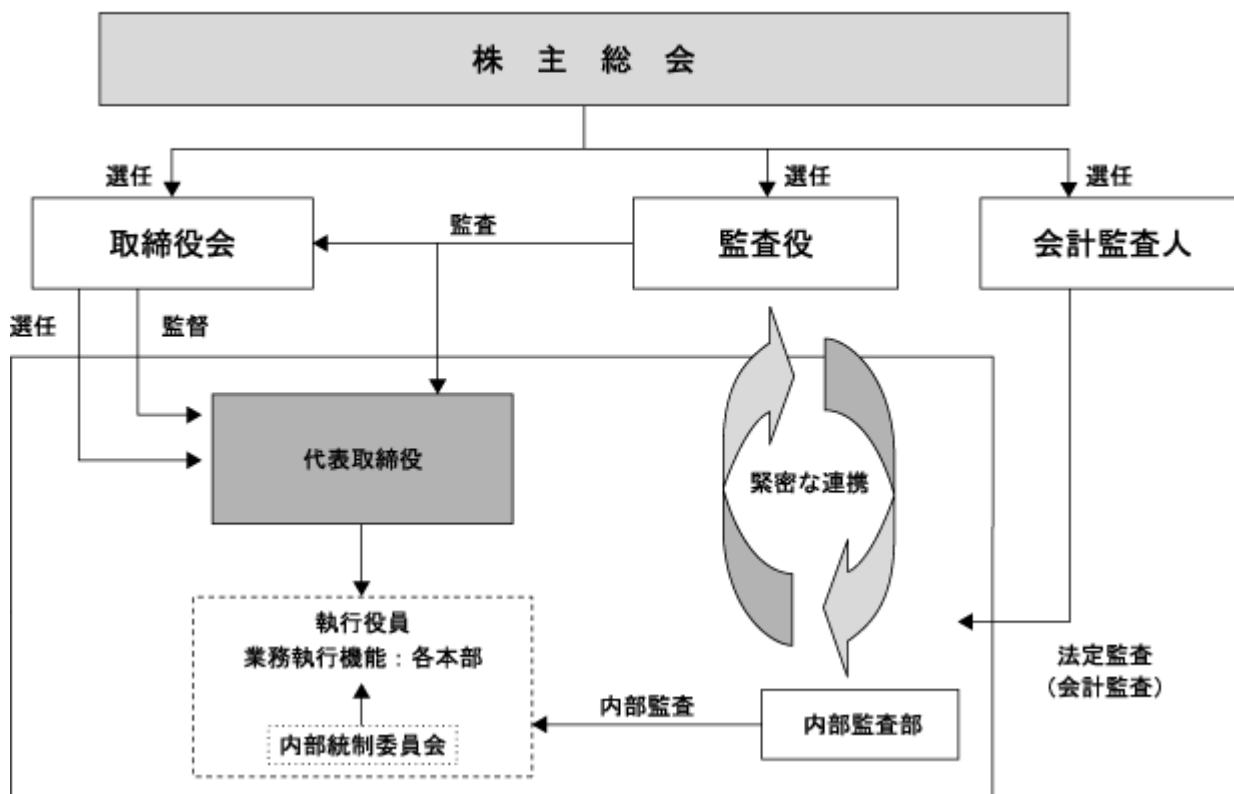 株 主 総 会
選任
選任
選任
取締役会
監査
監査役
会計監査人
選任
監督
代表取締役
緊密な連携
執行役員
業務執行機能：各本部
法定監査
（会計監査）
内部監査
内部監査部
内部統制委員会